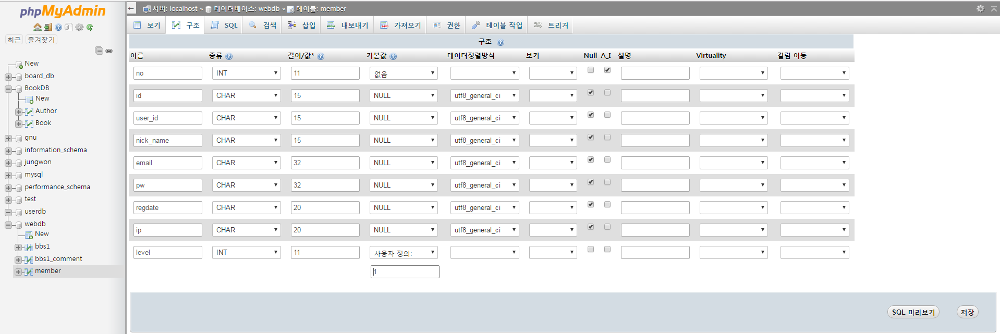 phpMyAdmin
최근 즐겨찾기
New
board_db
BookDB
New
Author
Book
gnu
information_schema
jungwon
mysql
performance_schema
test
userdb
webdb
New
bbs1
bbs1_comment
member
← 서버: localhost » 데이터베이스: webdb » 테이블: member
보기 구조 SQL 검색 삽입 내보내기 가져오기 권한 테이블 작업 트리거
구조
이름 종류 길이/값* 기본값 데이터정렬방식 보기 Null A_I 설명 Virtuality 컬럼 이동
no INT 11 없음
id CHAR 15 NULL utf8_general_ci
user_id CHAR 15 NULL utf8_general_ci
nick_name CHAR 15 NULL utf8_general_ci
email CHAR 32 NULL utf8_general_ci
pw CHAR 32 NULL utf8_general_ci
regdate CHAR 20 NULL utf8_general_ci
ip CHAR 20 NULL utf8_general_ci
level INT 11 사용자 정의:
1
SQL 미리보기 저장